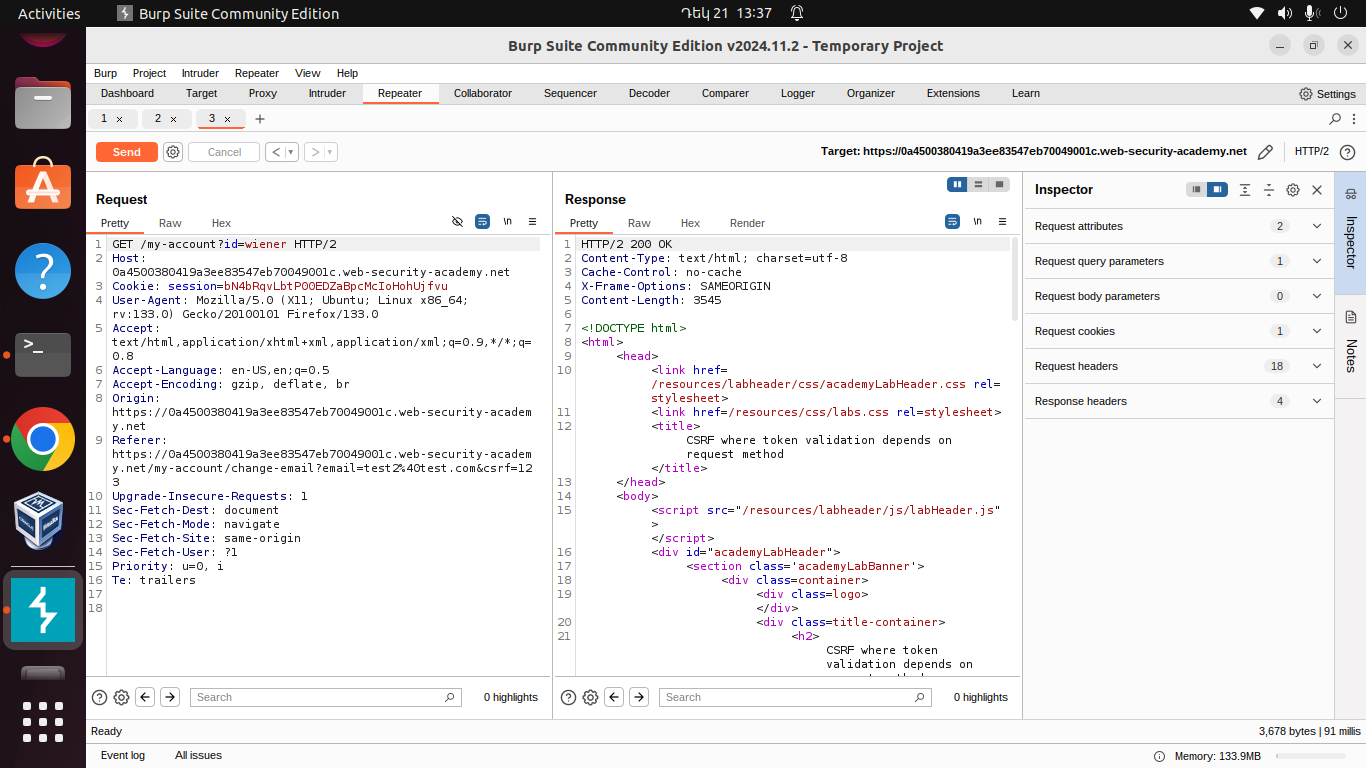 Activities
Burp Suite Community Edition
Դեկ 21 13:37
Burp Suite Community Edition v2024.11.2 - Temporary Project
Burp Project Intruder Repeater View Help
Dashboard Target Proxy Intruder Repeater Collaborator Sequencer Decoder Comparer Logger Organizer Extensions Learn Settings
1 × 2 × 3 × +
Send Cancel < >
Target: https://0a4500380419a3ee83547eb70049001c.web-security-academy.net HTTP/2
Request
Pretty Raw Hex \n
1 GET /my-account?id=wiener HTTP/2
2 Host:
0a4500380419a3ee83547eb70049001c.web-security-academy.net
3 Cookie: session=bN4bRqvLbtP00EDZaBpcMcIoHohUjfvu
4 User-Agent: Mozilla/5.0 (X11; Ubuntu; Linux x86_64;
rv:133.0) Gecko/20100101 Firefox/133.0
5 Accept:
text/html,application/xhtml+xml,application/xml;q=0.9,*/*;q=
0.8
6 Accept-Language: en-US,en;q=0.5
7 Accept-Encoding: gzip, deflate, br
8 Origin:
https://0a4500380419a3ee83547eb70049001c.web-security-academ
y.net
9 Referer:
https://0a4500380419a3ee83547eb70049001c.web-security-academ
y.net/my-account/change-email?email=test2%40test.com&csrf=12
3
10 Upgrade-Insecure-Requests: 1
11 Sec-Fetch-Dest: document
12 Sec-Fetch-Mode: navigate
13 Sec-Fetch-Site: same-origin
14 Sec-Fetch-User: ?1
15 Priority: u=0, i
16 Te: trailers
17
18
Search
0 highlights
Response
Pretty Raw Hex Render \n
1 HTTP/2 200 OK
2 Content-Type: text/html; charset=utf-8
3 Cache-Control: no-cache
4 X-Frame-Options: SAMEORIGIN
5 Content-Length: 3545
6
7 <!DOCTYPE html>
8 <html>
9 <head>
10 <link href=
/resources/labheader/css/academyLabHeader.css rel=
stylesheet>
11 <link href=/resources/css/labs.css rel=stylesheet>
12 <title>
CSRF where token validation depends on
request method
</title>
13 </head>
14 <body>
15 <script src="/resources/labheader/js/labHeader.js"
>
</script>
16 <div id="academyLabHeader">
17 <section class='academyLabBanner'>
18 <div class=container>
19 <div class=logo>
</div>
20 <div class=title-container>
21 <h2>
CSRF where token
validation depends on
Search
0 highlights
Inspector
Request attributes 2
Request query parameters 1
Request body parameters 0
Request cookies 1
Request headers 18
Response headers 4
Inspector
Notes
Ready
3,678 bytes | 91 millis
Event log All issues
Memory: 133.9MB